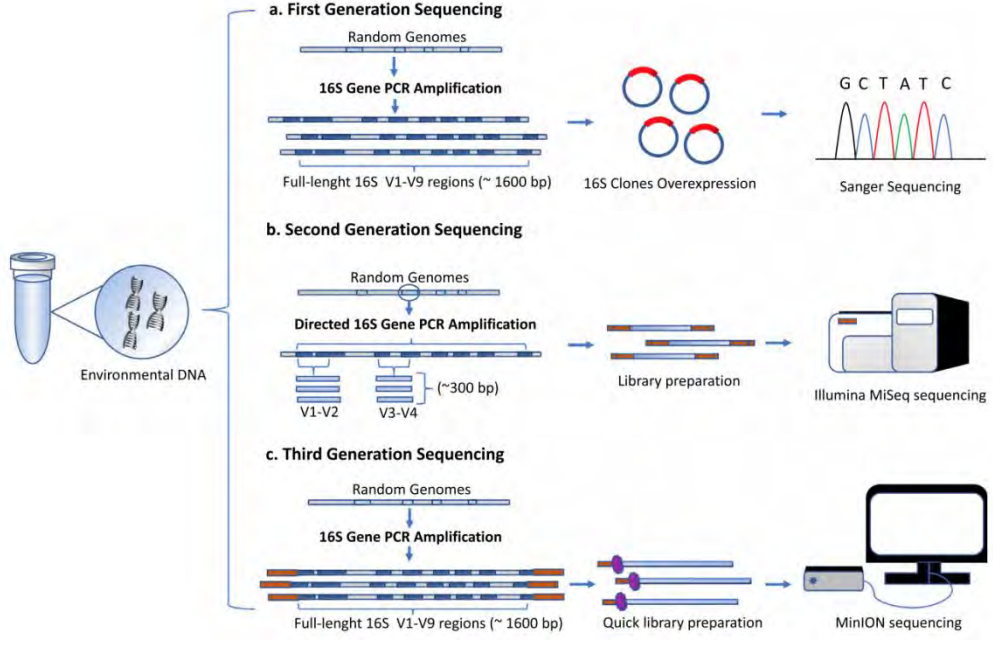 a. First Generation Sequencing
Random Genomes
16S Gene PCR Amplification
Full-lenght 16S V1-V9 regions (~ 1600 bp)
16S Clones Overexpression
G C T A T C
Sanger Sequencing
b. Second Generation Sequencing
Random Genomes
Directed 16S Gene PCR Amplification
(~300 bp)
V1-V2
V3-V4
Library preparation
Illumina MiSeq sequencing
Environmental DNA
c. Third Generation Sequencing
Random Genomes
16S Gene PCR Amplification
Full-lenght 16S V1-V9 regions (~ 1600 bp)
Quick library preparation
MinION sequencing